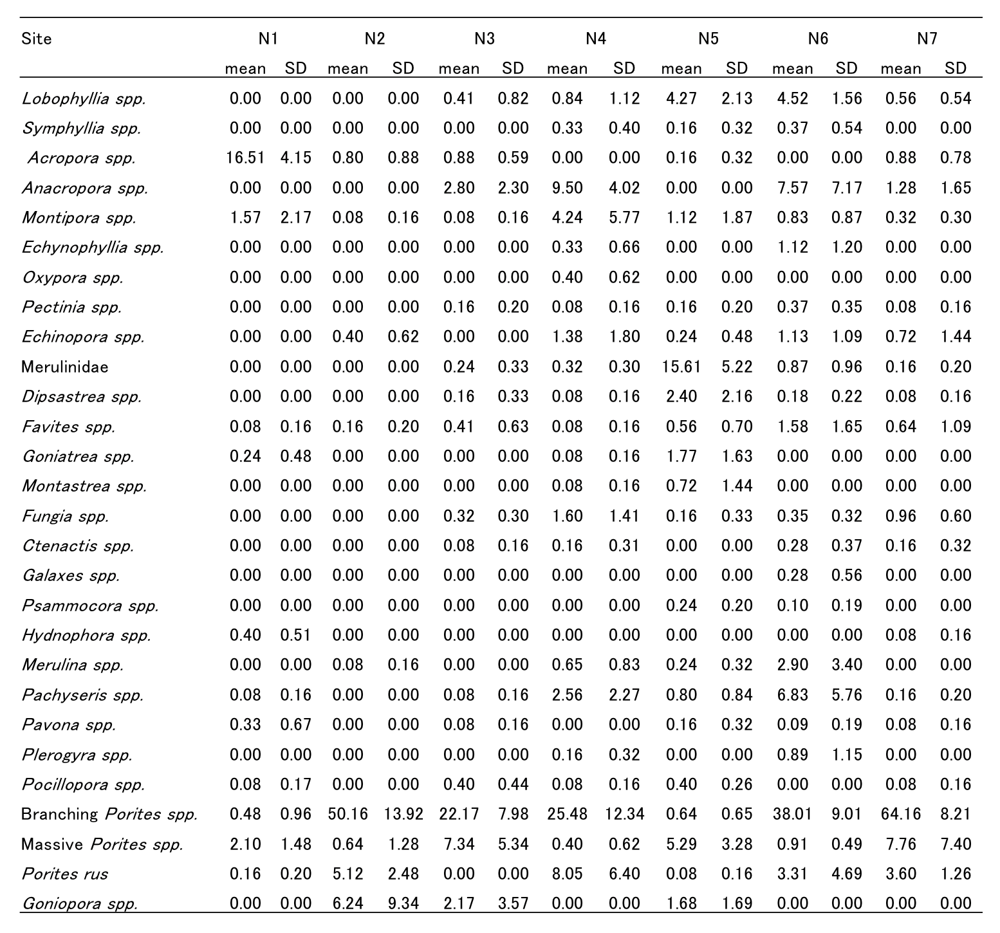 Site N1 N2 N3 N4 N5 N6 N7
mean SD mean SD mean SD mean SD mean SD mean SD mean SD
Lobophyllia spp. 0.00 0.00 0.00 0.00 0.41 0.82 0.84 1.12 4.27 2.13 4.52 1.56 0.56 0.54
Symphyllia spp. 0.00 0.00 0.00 0.00 0.00 0.00 0.33 0.40 0.16 0.32 0.37 0.54 0.00 0.00
Acropora spp. 16.51 4.15 0.80 0.88 0.88 0.59 0.00 0.00 0.16 0.32 0.00 0.00 0.88 0.78
Anacropora spp. 0.00 0.00 0.00 0.00 2.80 2.30 9.50 4.02 0.00 0.00 7.57 7.17 1.28 1.65
Montipora spp. 1.57 2.17 0.08 0.16 0.08 0.16 4.24 5.77 1.12 1.87 0.83 0.87 0.32 0.30
Echynophyllia spp. 0.00 0.00 0.00 0.00 0.00 0.00 0.33 0.66 0.00 0.00 1.12 1.20 0.00 0.00
Oxypora spp. 0.00 0.00 0.00 0.00 0.00 0.00 0.40 0.62 0.00 0.00 0.00 0.00 0.00 0.00
Pectinia spp. 0.00 0.00 0.00 0.00 0.16 0.20 0.08 0.16 0.16 0.20 0.37 0.35 0.08 0.16
Echinopora spp. 0.00 0.00 0.40 0.62 0.00 0.00 1.38 1.80 0.24 0.48 1.13 1.09 0.72 1.44
Merulinidae 0.00 0.00 0.00 0.00 0.24 0.33 0.32 0.30 15.61 5.22 0.87 0.96 0.16 0.20
Dipsastrea spp. 0.00 0.00 0.00 0.00 0.16 0.33 0.08 0.16 2.40 2.16 0.18 0.22 0.08 0.16
Favites spp. 0.08 0.16 0.16 0.20 0.41 0.63 0.08 0.16 0.56 0.70 1.58 1.65 0.64 1.09
Goniatrea spp. 0.24 0.48 0.00 0.00 0.00 0.00 0.08 0.16 1.77 1.63 0.00 0.00 0.00 0.00
Montastrea spp. 0.00 0.00 0.00 0.00 0.00 0.00 0.08 0.16 0.72 1.44 0.00 0.00 0.00 0.00
Fungia spp. 0.00 0.00 0.00 0.00 0.32 0.30 1.60 1.41 0.16 0.33 0.35 0.32 0.96 0.60
Ctenactis spp. 0.00 0.00 0.00 0.00 0.08 0.16 0.16 0.31 0.00 0.00 0.28 0.37 0.16 0.32
Galaxes spp. 0.00 0.00 0.00 0.00 0.00 0.00 0.00 0.00 0.00 0.00 0.28 0.56 0.00 0.00
Psammocora spp. 0.00 0.00 0.00 0.00 0.00 0.00 0.00 0.00 0.24 0.20 0.10 0.19 0.00 0.00
Hydnophora spp. 0.40 0.51 0.00 0.00 0.00 0.00 0.00 0.00 0.00 0.00 0.00 0.00 0.08 0.16
Merulina spp. 0.00 0.00 0.08 0.16 0.00 0.00 0.65 0.83 0.24 0.32 2.90 3.40 0.00 0.00
Pachyseris spp. 0.08 0.16 0.00 0.00 0.08 0.16 2.56 2.27 0.80 0.84 6.83 5.76 0.16 0.20
Pavona spp. 0.33 0.67 0.00 0.00 0.08 0.16 0.00 0.00 0.16 0.32 0.09 0.19 0.08 0.16
Plerogyra spp. 0.00 0.00 0.00 0.00 0.00 0.00 0.16 0.32 0.00 0.00 0.89 1.15 0.00 0.00
Pocillopora spp. 0.08 0.17 0.00 0.00 0.40 0.44 0.08 0.16 0.40 0.26 0.00 0.00 0.08 0.16
Branching Porites spp. 0.48 0.96 50.16 13.92 22.17 7.98 25.48 12.34 0.64 0.65 38.01 9.01 64.16 8.21
Massive Porites spp. 2.10 1.48 0.64 1.28 7.34 5.34 0.40 0.62 5.29 3.28 0.91 0.49 7.76 7.40
Porites rus 0.16 0.20 5.12 2.48 0.00 0.00 8.05 6.40 0.08 0.16 3.31 4.69 3.60 1.26
Goniopora spp. 0.00 0.00 6.24 9.34 2.17 3.57 0.00 0.00 1.68 1.69 0.00 0.00 0.00 0.00